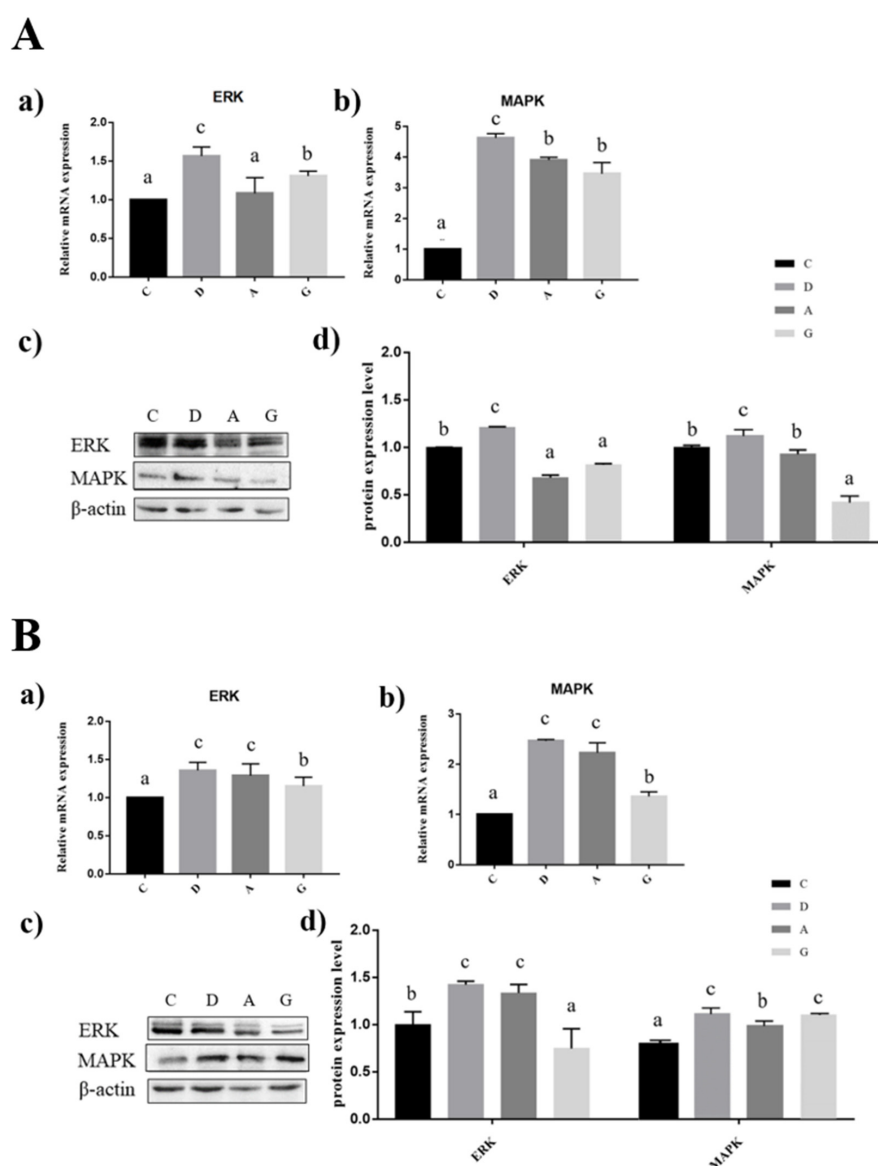 A
a)
ERK
Relative mRNA expression
2.0
1.5
1.0
0.5
0.0
a
c
a
b
C D A G
b)
MAPK
Relative mRNA expression
5
4
3
2
1
0
a
c
b
b
C D A G
C
D
A
G
c)
C D A G
ERK
MAPK
β-actin
d)
protein expression level
2.0
1.5
1.0
0.5
0.0
b c a a b c b a
ERK MAPK
B
a)
ERK
Relative mRNA expression
2.0
1.5
1.0
0.5
0.0
a
c
c
b
C D A G
b)
MAPK
Relative mRNA expression
3
2
1
0
a
c
c
b
C D A G
C
D
A
G
c)
C D A G
ERK
MAPK
β-actin
d)
protein expression level
2.0
1.5
1.0
0.5
0.0
b c c a a c b c
ERK MAPK